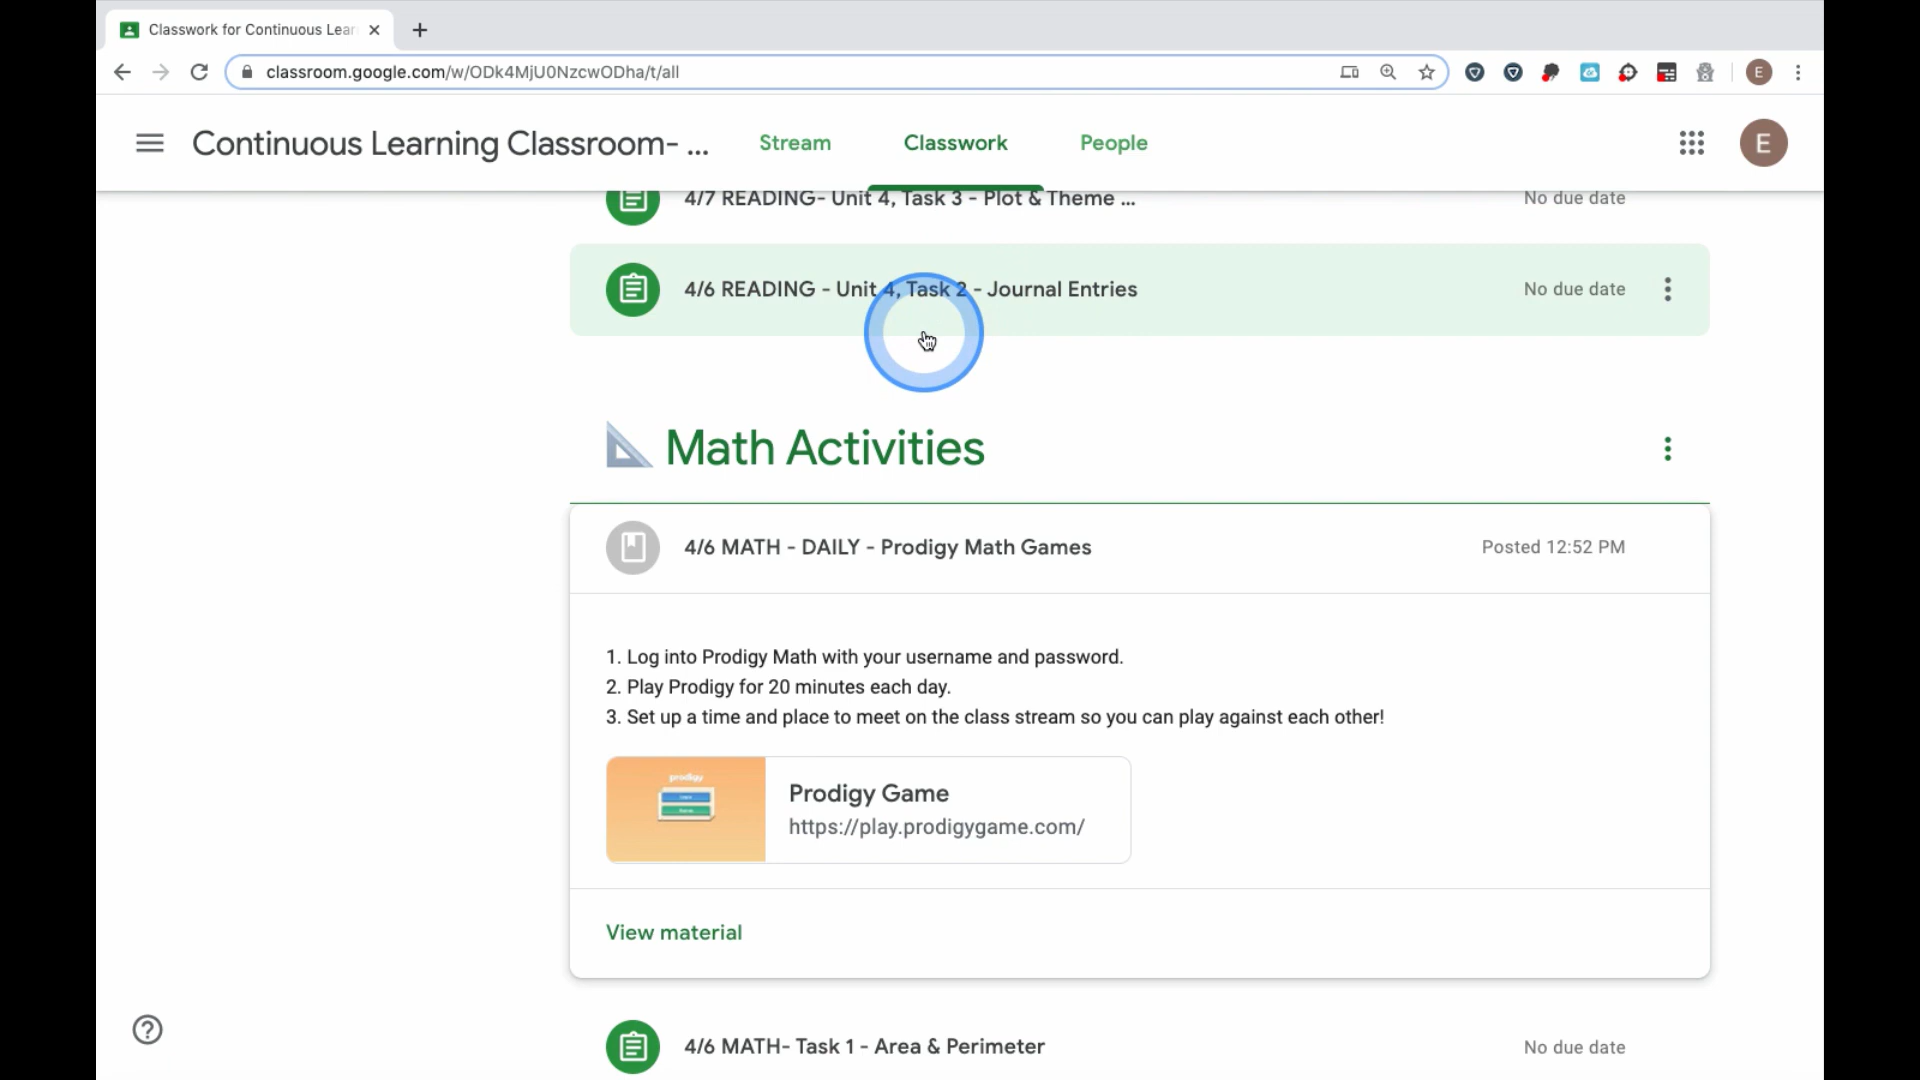 Classwork for Continuous Lear
classroom.google.com/w/ODk4MjU0NzcwODha/t/all
E
Continuous Learning Classroom- ...
Stream
Classwork
People
E
4/7 READING- Unit 4, Task 3 - Plot & Theme ...
No due date
4/6 READING - Unit 4, Task 2 - Journal Entries
No due date
Math Activities
4/6 MATH - DAILY - Prodigy Math Games
Posted 12:52 PM
1. Log into Prodigy Math with your username and password.
2. Play Prodigy for 20 minutes each day.
3. Set up a time and place to meet on the class stream so you can play against each other!
prodigy
Prodigy Game
https://play.prodigygame.com/
View material
4/6 MATH- Task 1 - Area & Perimeter
No due date